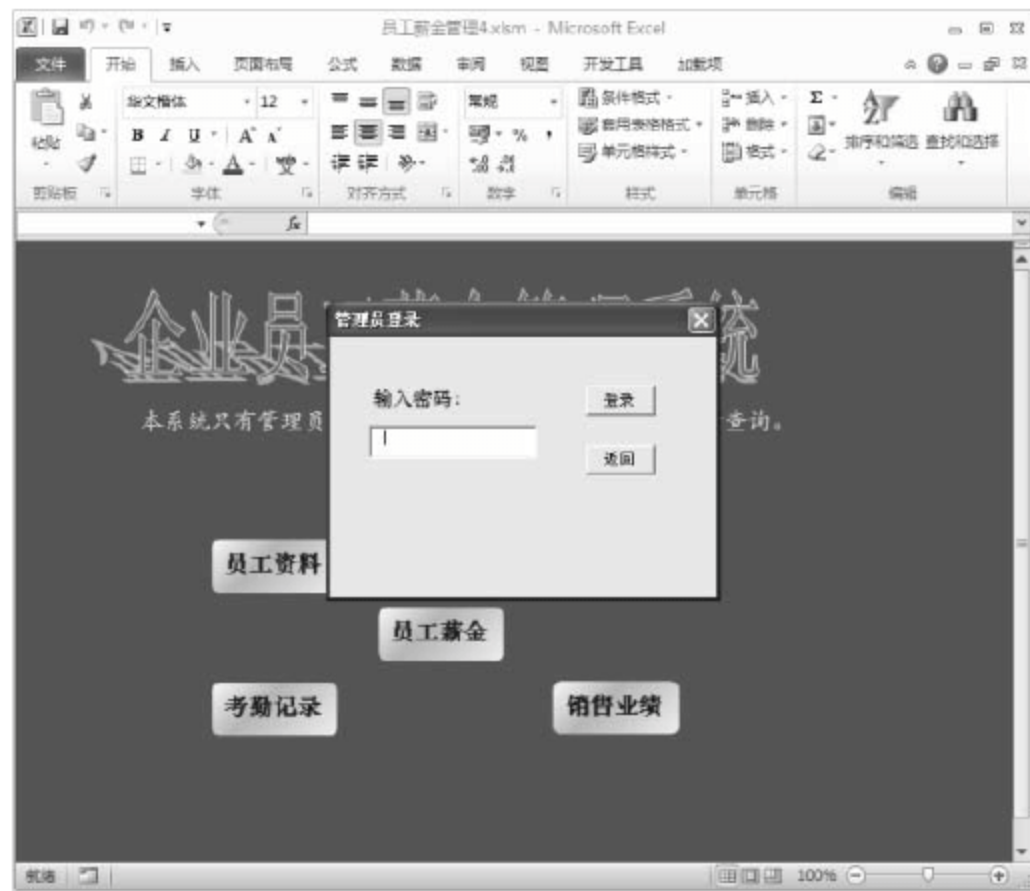 员工薪金管理4.xlsm - Microsoft Excel
文件 开始 插入 页面布局 公式 数据 审阅 视图 开发工具 加载项
粘贴 华文楷体 12 常规 条件格式 插入 Σ
B I U A A % , 套用表格格式 删除 排序和筛选 查找和选择
A 单元格样式 格式
剪贴板 字体 对齐方式 数字 样式 单元格 编辑
fx
企业员
统
管理员登录
本系统只有管理员
查询。
输入密码:
登录
返回
员工资料
员工薪金
考勤记录
销售业绩
就绪 100%